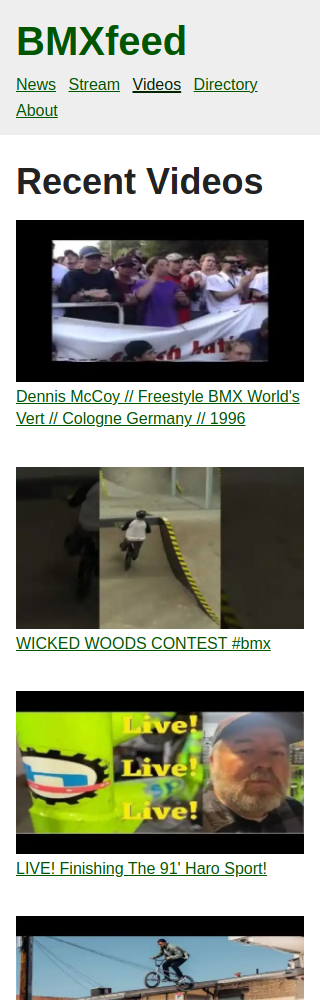 BMXfeed
News Stream Videos Directory
About
Recent Videos
Dennis McCoy // Freestyle BMX World's
Vert // Cologne Germany // 1996
WICKED WOODS CONTEST #bmx
Live!
Live!
Live!
LIVE! Finishing The 91' Haro Sport!